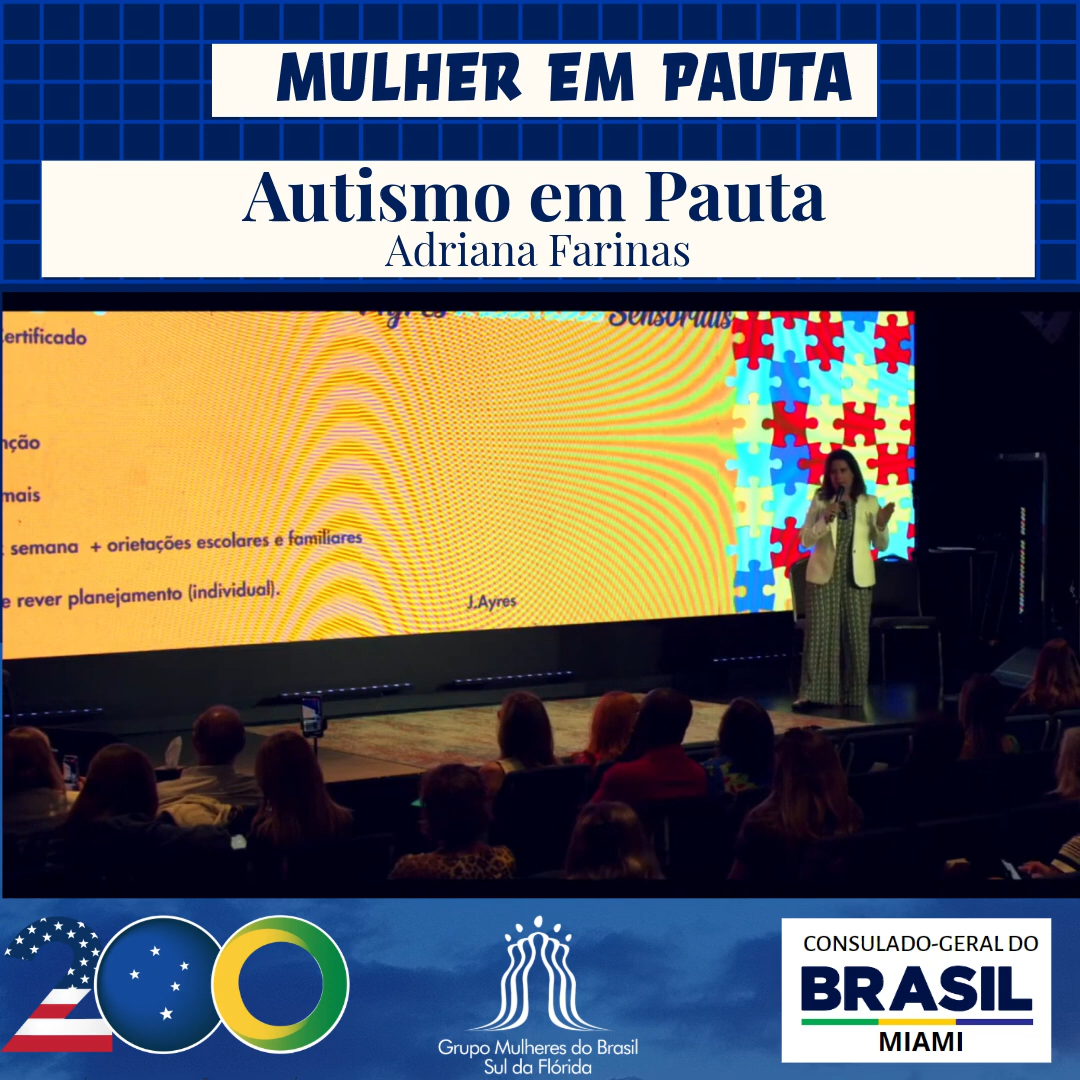 MULHER EM PAUTA
Autismo em Pauta
Adriana Farinas
Sensoriais
ertificado
nção
mais
semana + orietações escolares e familiares
e rever planejamento (individual).
J.Ayres
200
Grupo Mulheres do Brasil
Sul da Flórida
CONSULADO-GERAL DO
BRASIL
MIAMI